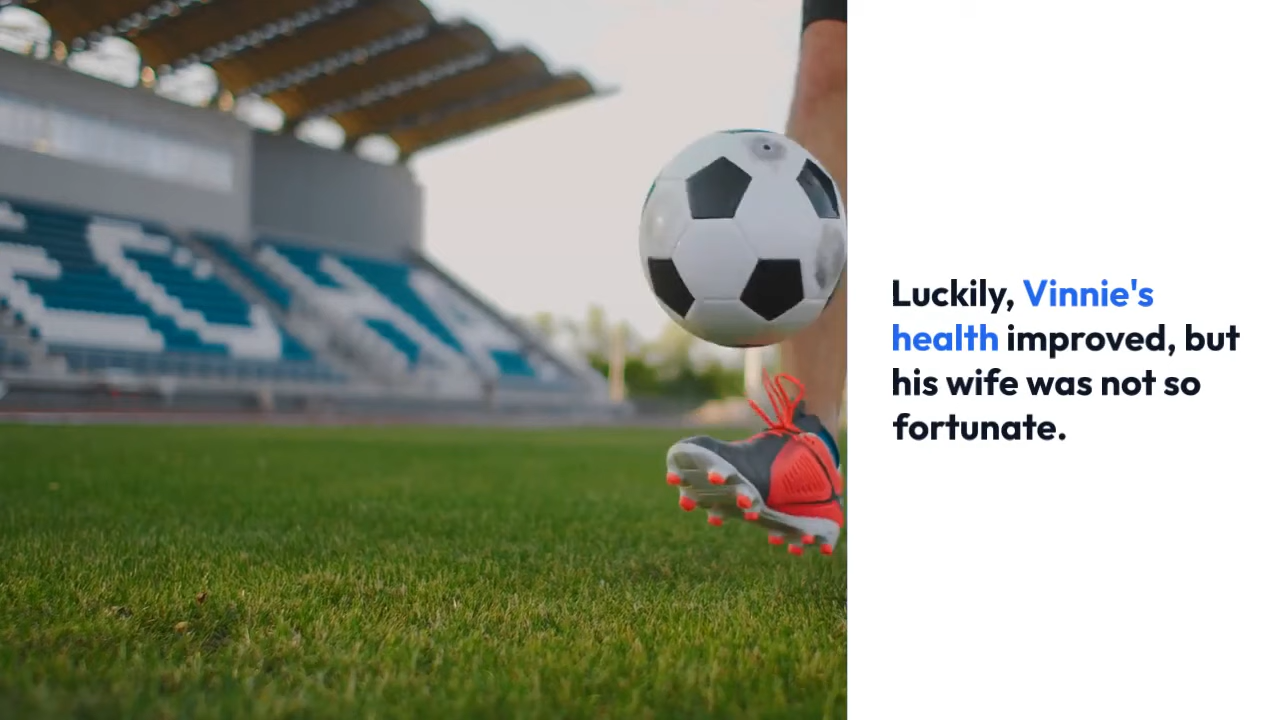 Luckily, Vinnie's
health improved, but
his wife was not so
fortunate.